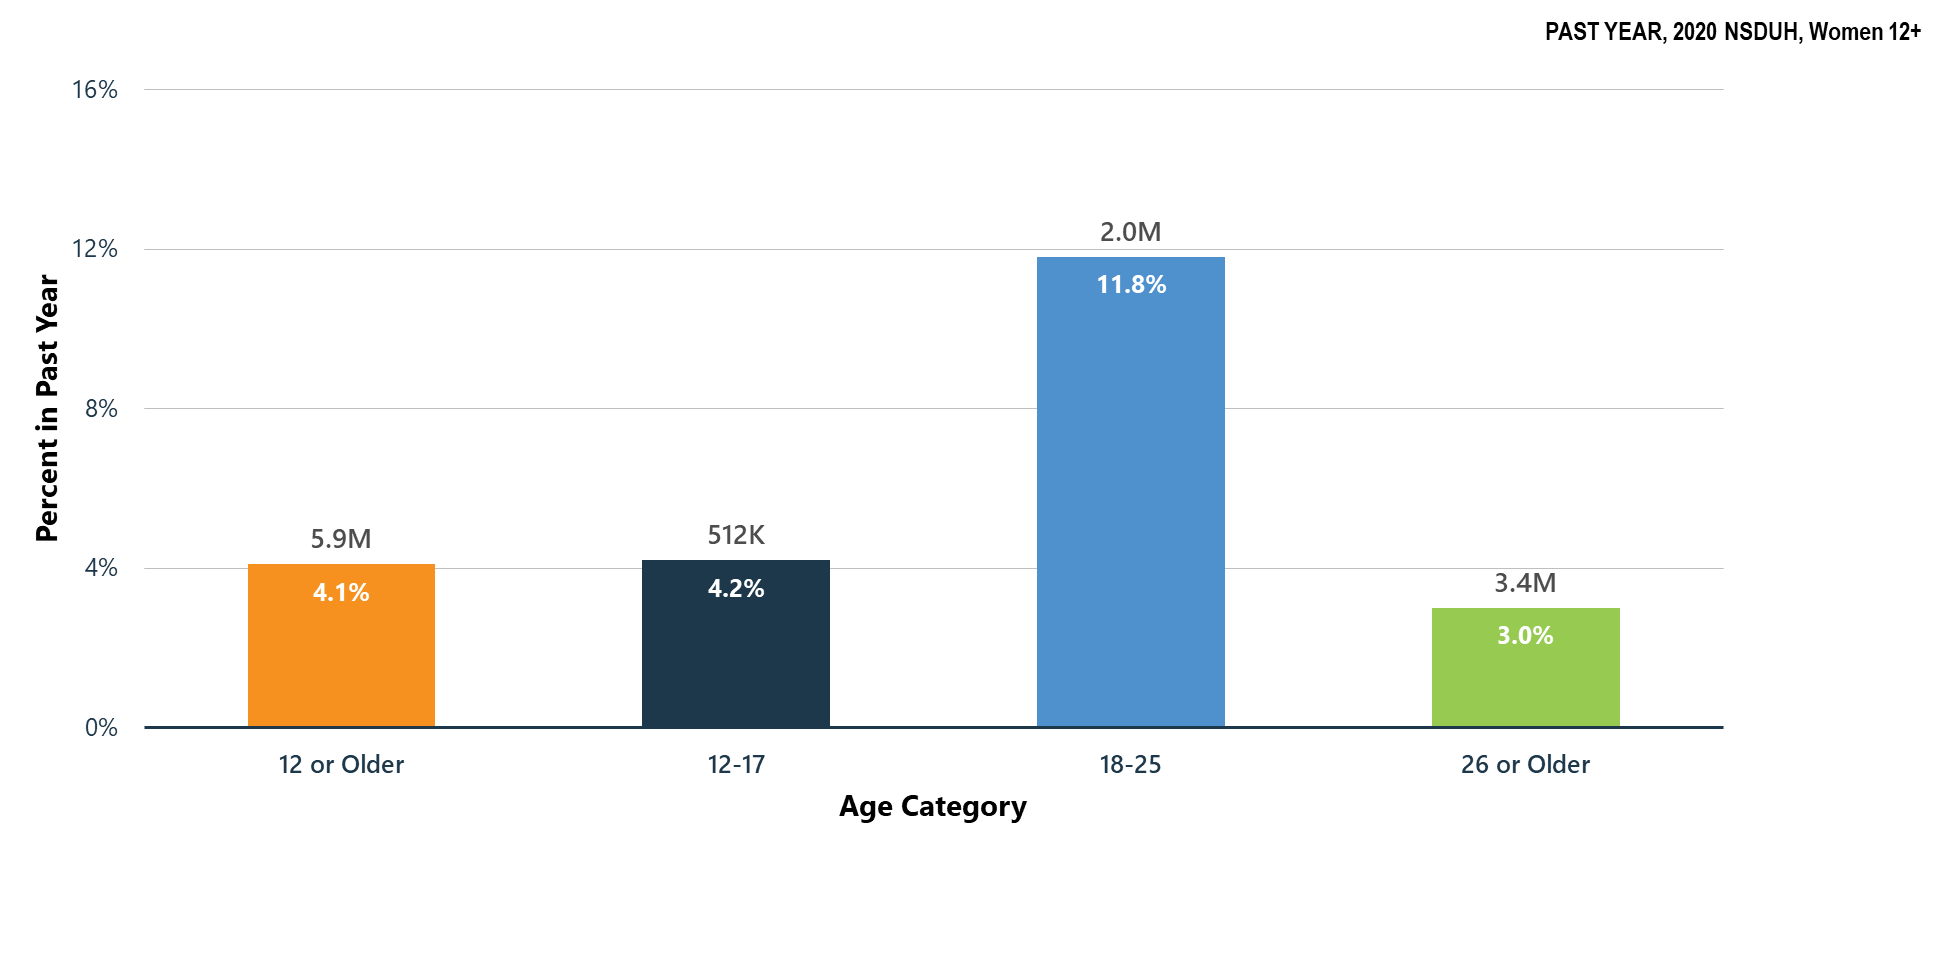 PAST YEAR, 2020 NSDUH, Women 12+
16%
12%
8%
4%
0%
Percent in Past Year
5.9M
4.1%
512K
4.2%
2.0M
11.8%
3.4M
3.0%
12 or Older
12-17
18-25
26 or Older
Age Category